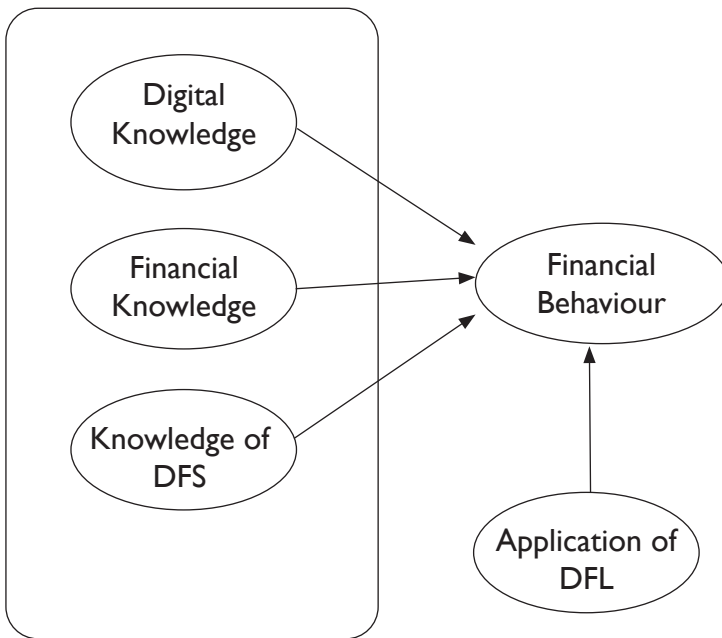 Digital
Knowledge
Financial
Knowledge
Knowledge of
DFS
Financial
Behaviour
Application of
DFL